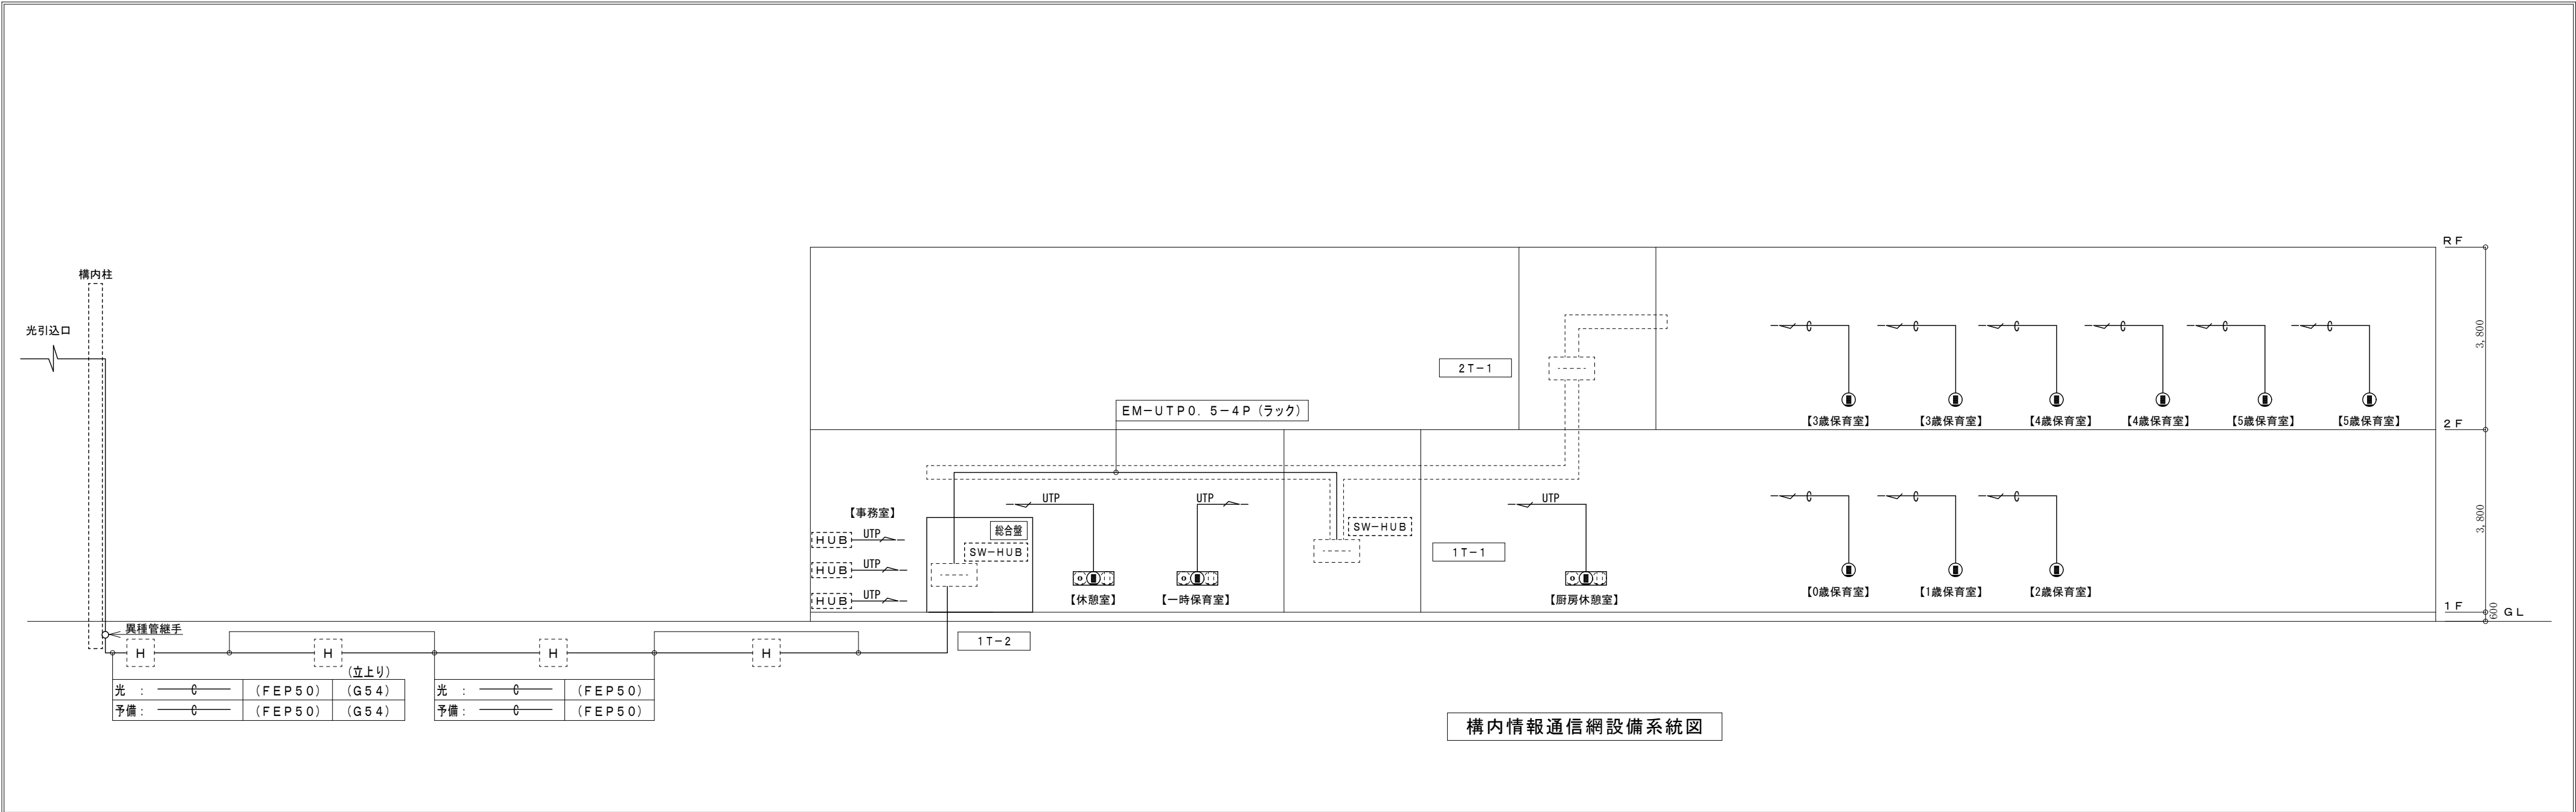 構内柱
光引込口
異種管継手
H
H
H
H
(立上り)
光 : C (FEP50) (G54)
予備: C (FEP50) (G54)
光 : C (FEP50)
予備: C (FEP50)
RF
3,800
2T-1
C
C
C
C
C
C
【3歳保育室】
【3歳保育室】
【4歳保育室】
【4歳保育室】
【5歳保育室】
【5歳保育室】
2F
EM-UTP0.5-4P(ラック)
3,800
【事務室】
HUB UTP
HUB UTP
HUB UTP
総合盤
SW-HUB
UTP
UTP
SW-HUB
1T-1
UTP
C
C
C
【休憩室】
【一時保育室】
【厨房休憩室】
【0歳保育室】
【1歳保育室】
【2歳保育室】
1F
600
GL
1T-2
構内情報通信網設備系統図